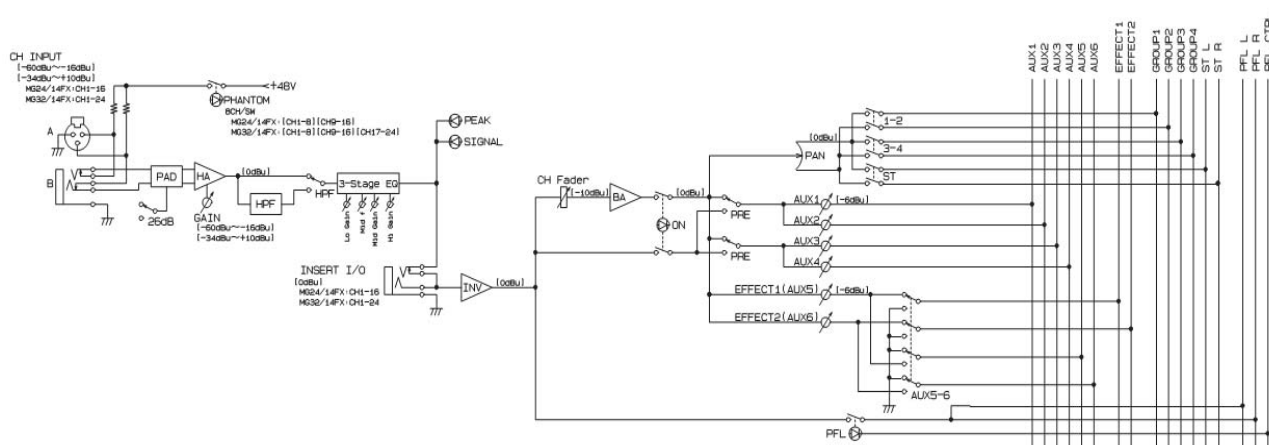 CH INPUT
[-60dBu~-16dBu]
[-34dBu~+10dBu]
MG24/14FX:CH1-16
MG32/14FX:CH1-24
+48V
PHANTOM
8CH/SW
MG24/14FX:[CH1-8][CH9-16]
MG32/14FX:[CH1-8][CH9-16][CH17-24]
A
B
PAD
26dB
HA
GAIN
[-60dBu~-16dBu]
[-34dBu~+10dBu]
[0dBu]
HPF
HPF
3-Stage EQ
Lo Gain
Mid f
Mid Gain
Hi Gain
PEAK
SIGNAL
INSERT I/O
[0dBu]
MG24/14FX:CH1-16
MG32/14FX:CH1-24
INV
[0dBu]
CH Fader
[-10dBu]
BA
[0dBu]
ON
PRE
PRE
[0dBu]
PAN
1-2
3-4
ST
AUX1
[-6dBu]
AUX2
AUX3
AUX4
EFFECT1(AUX5)
[-6dBu]
EFFECT2(AUX6)
AUX5-6
PFL
AUX1
AUX2
AUX3
AUX4
AUX5
AUX6
EFFECT1
EFFECT2
GROUP1
GROUP2
GROUP3
GROUP4
ST L
ST R
PFL L
PFL R
PFL CTR